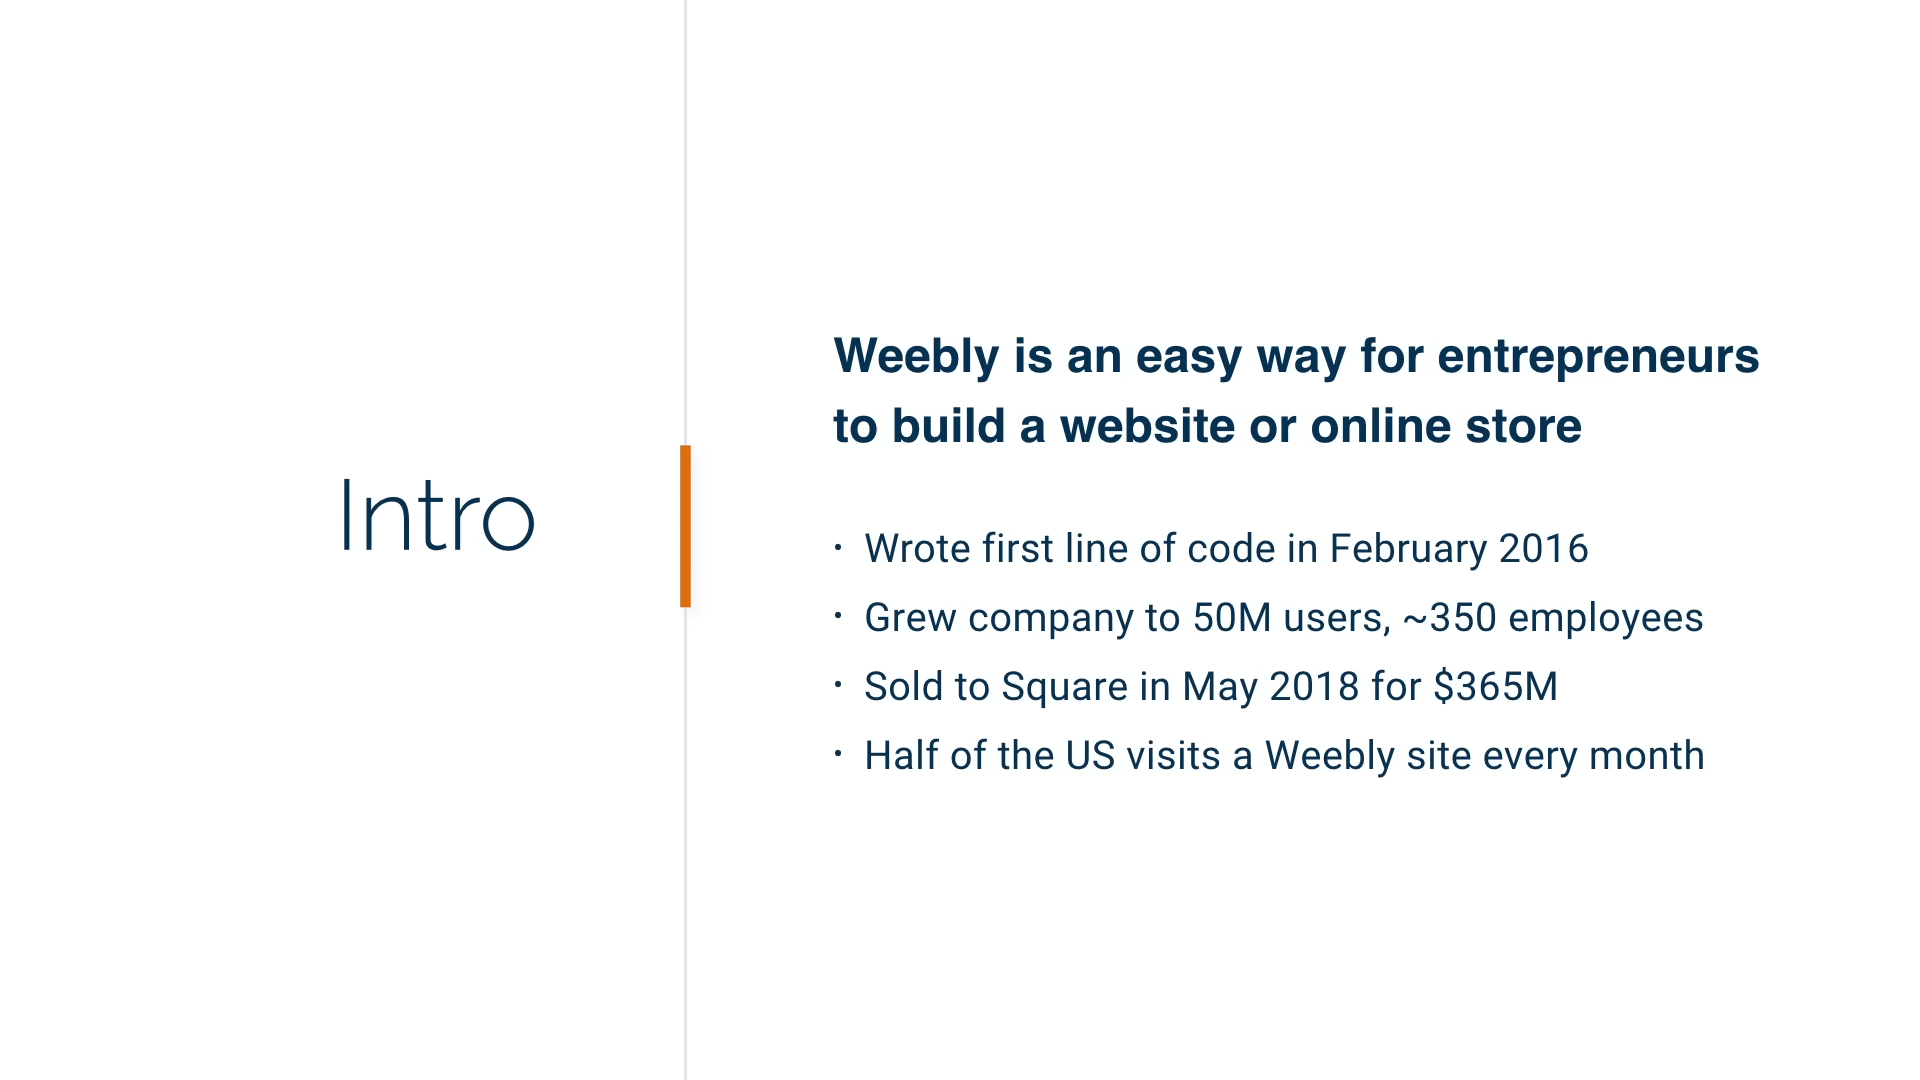 Intro
Weebly is an easy way for entrepreneurs
to build a website or online store
· Wrote first line of code in February 2016
· Grew company to 50M users, ~350 employees
· Sold to Square in May 2018 for $365M
· Half of the US visits a Weebly site every month